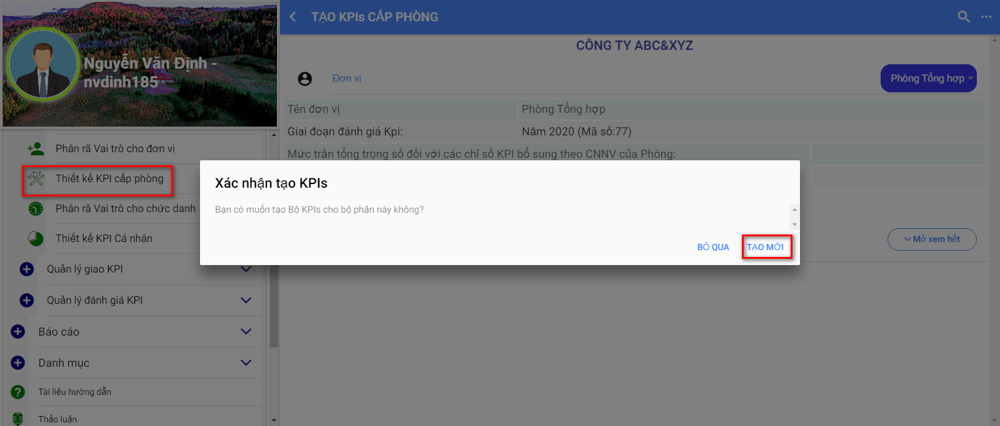 Nguyễn Văn Định -
nvdinh185
Phân rã Vai trò cho đơn vị
Thiết kế KPI cấp phòng
Phân rã Vai trò cho chức danh
Thiết kế KPI Cá nhân
Quản lý giao KPI
Quản lý đánh giá KPI
Báo cáo
Danh mục
Tài liệu hướng dẫn
Thảo luận
TẠO KPIs CẤP PHÒNG
CÔNG TY ABC&XYZ
Đơn vị
Phòng Tổng hợp
Tên đơn vị Phòng Tổng hợp
Giai đoạn đánh giá Kpi: Năm 2020 (Mã số:77)
Mức trần tổng trọng số đối với các chỉ số KPI bổ sung theo CNNV của Phòng:
Xác nhận tạo KPIs
Bạn có muốn tạo Bộ KPIs cho bộ phận này không?
BỎ QUA TẠO MỚI
Mở xem hết